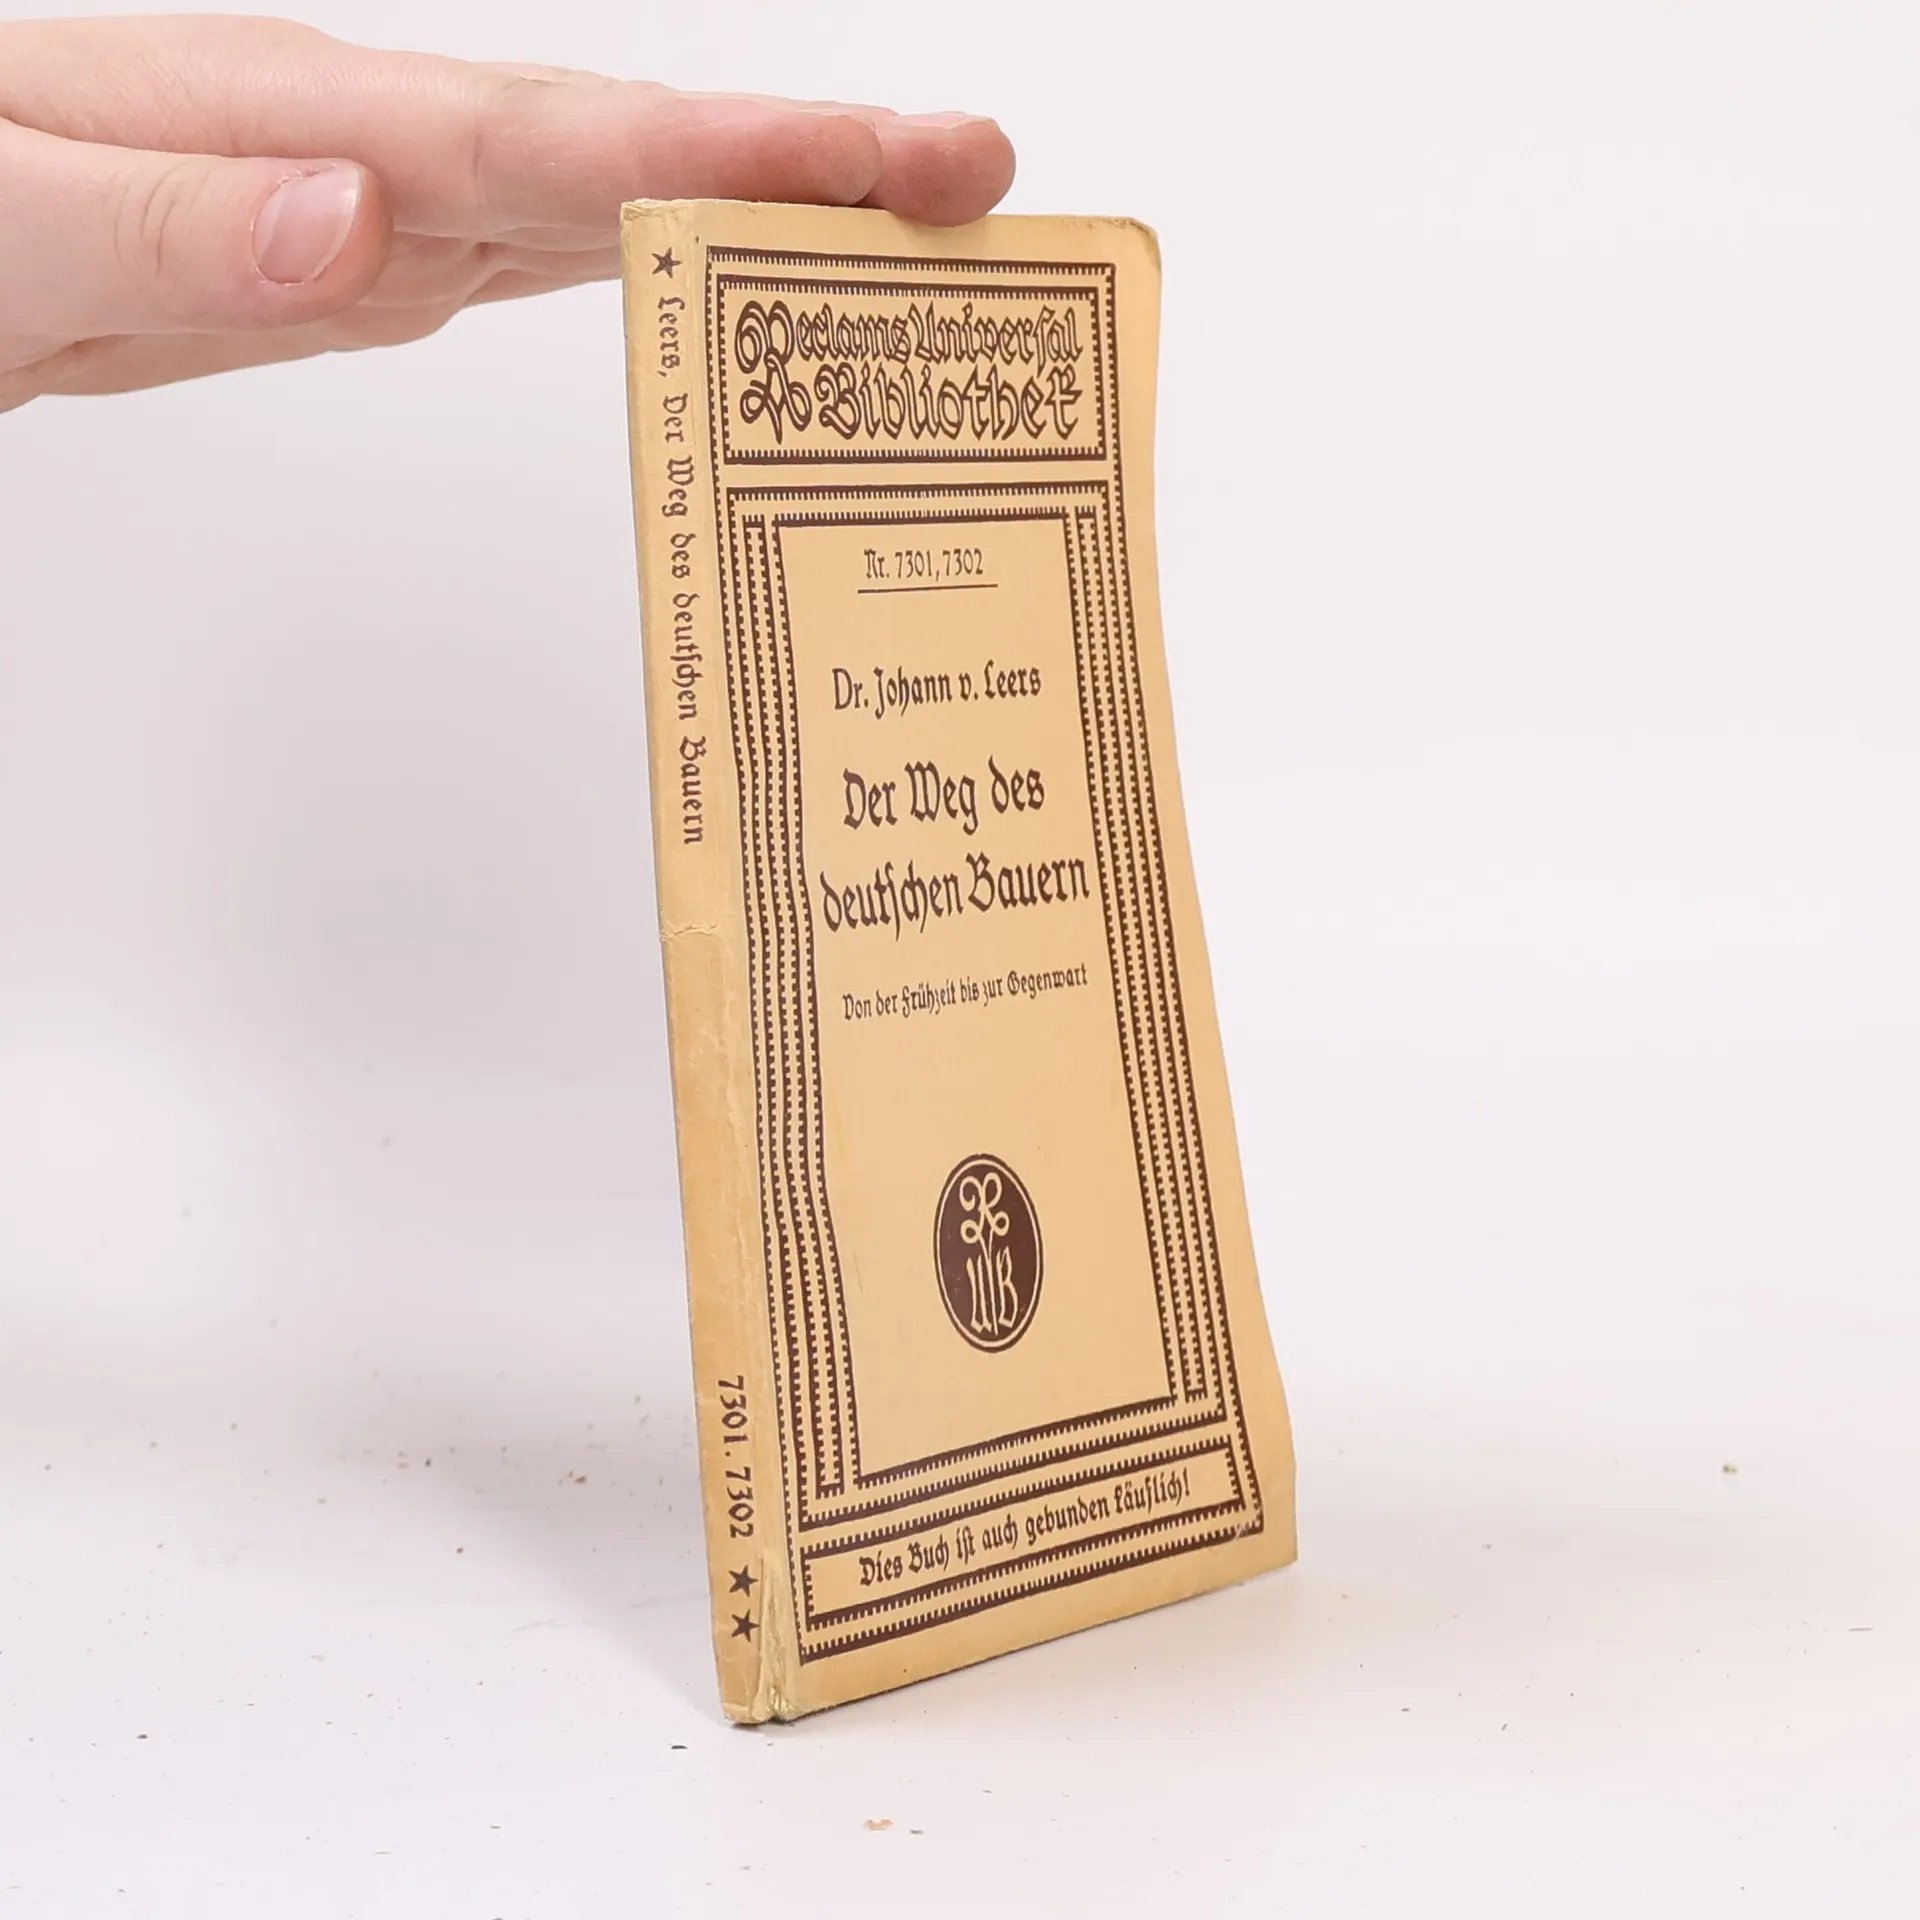 ★ Leers, Der Weg des deutschen Bauern
7301.7302 ★★
Reclams Universal
Bibliothek
Nr. 7301, 7302
Dr. Johann v. Leers
Der Weg des
deutschen Bauern
Von der Frühzeit bis zur Gegenwart
R
UB
Dies Buch ist auch gebunden käuflich!